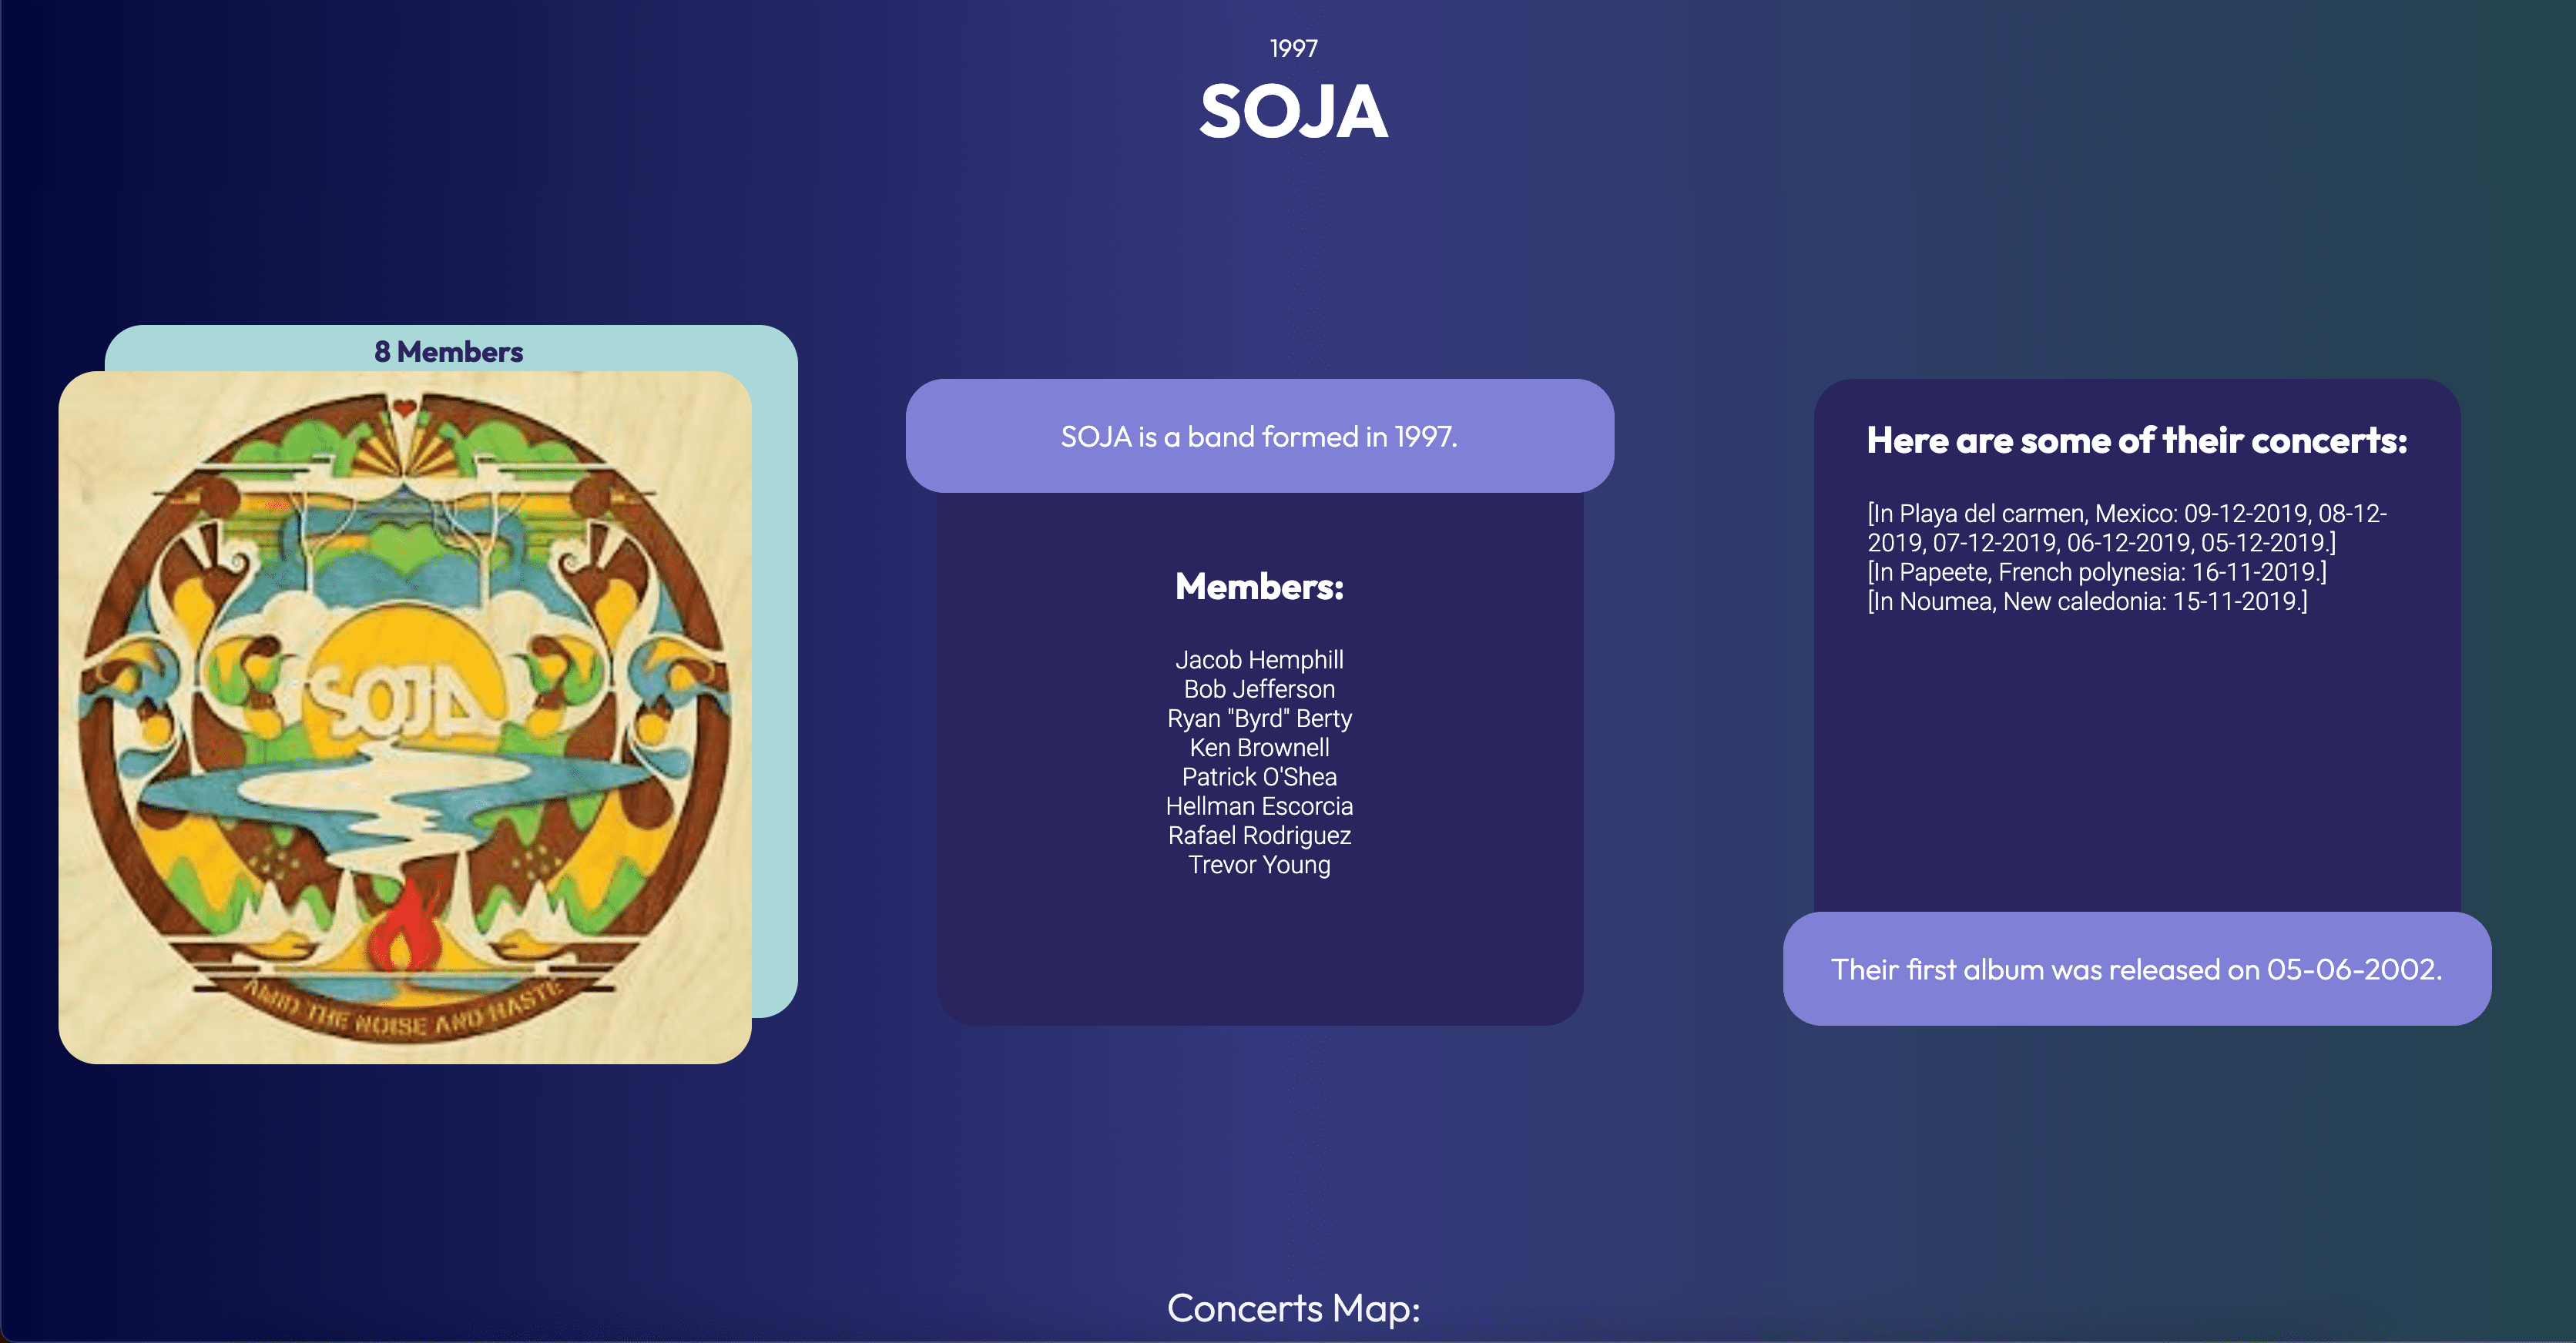 1997
SOJA
8 Members
SOJA
AMID THE NOISE AND HASTE
SOJA is a band formed in 1997.
Members:
Jacob Hemphill
Bob Jefferson
Ryan "Byrd" Berty
Ken Brownell
Patrick O'Shea
Hellman Escorcia
Rafael Rodriguez
Trevor Young
Here are some of their concerts:
[In Playa del carmen, Mexico: 09-12-2019, 08-12-
2019, 07-12-2019, 06-12-2019, 05-12-2019.]
[In Papeete, French polynesia: 16-11-2019.]
[In Noumea, New caledonia: 15-11-2019.]
Their first album was released on 05-06-2002.
Concerts Map: